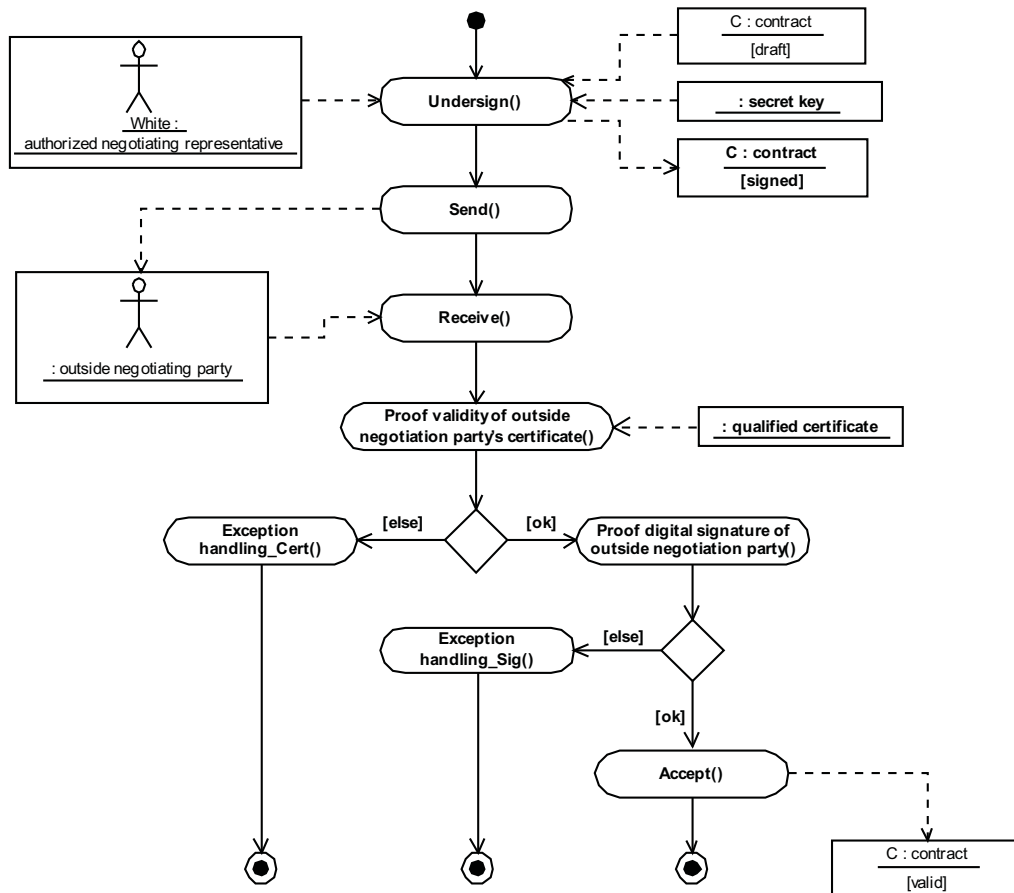 C : contract
[draft]
White :
authorized negotiating representative
Undersign()
: secret key
C : contract
[signed]
Send()
: outside negotiating party
Receive()
Proof validity of outside
negotiation party's certificate()
: qualified certificate
[else]
[ok]
Exception
handling_Cert()
Proof digital signature of
outside negotiation party()
[else]
Exception
handling_Sig()
[ok]
Accept()
C : contract
[valid]